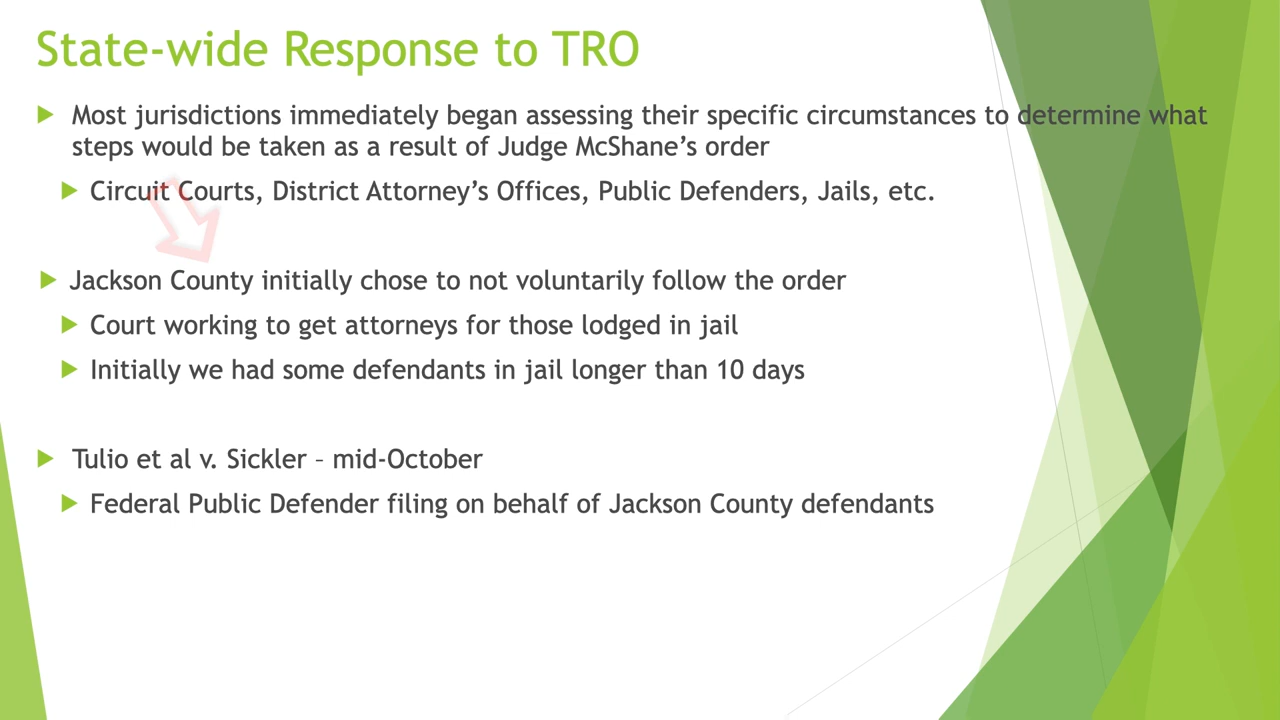 State-wide Response to TRO
Most jurisdictions immediately began assessing their specific circumstances to determine what
steps would be taken as a result of Judge McShane’s order
Circuit Courts, District Attorney’s Offices, Public Defenders, Jails, etc.
Jackson County initially chose to not voluntarily follow the order
Court working to get attorneys for those lodged in jail
Initially we had some defendants in jail longer than 10 days
Tulio et al v. Sickler – mid-October
Federal Public Defender filing on behalf of Jackson County defendants